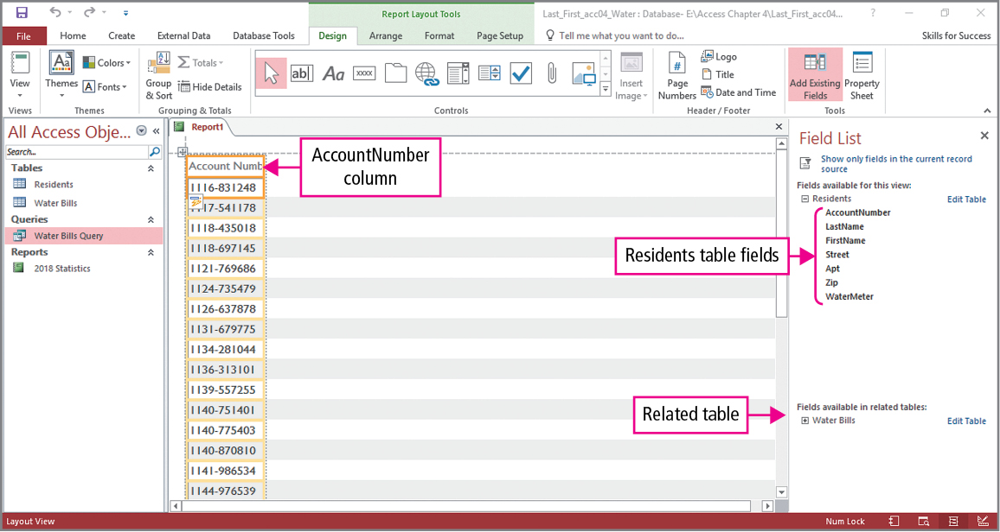 Report Layout Tools
Last_First_acc04_Water : Database- E:\Access Chapter 4\Last_First_acc04...
?
File
Home
Create
External Data
Database Tools
Design
Arrange
Format
Page Setup
Tell me what you want to do...
Skills for Success
View
Themes
Colors
Fonts
Group & Sort
Totals
Hide Details
ab|
Aa
xxxx
Insert Image
Page Numbers
Logo
Title
Date and Time
Add Existing Fields
Property Sheet
Views
Themes
Grouping & Totals
Controls
Header / Footer
Tools
All Access Obje...
Search...
Tables
Residents
Water Bills
Queries
Water Bills Query
Reports
2018 Statistics
Report1
Account Numb
1116-831248
1117-541178
1118-435018
1118-697145
1121-769686
1124-735479
1126-637878
1131-679775
1134-281044
1136-313101
1139-557255
1140-751401
1140-775403
1140-870810
1141-986534
1144-976539
AccountNumber
column
Residents table fields
Related table
Field List
Show only fields in the current record
source
Fields available for this view:
Residents
Edit Table
AccountNumber
LastName
FirstName
Street
Apt
Zip
WaterMeter
Fields available in related tables:
Water Bills
Edit Table
Layout View
Num Lock